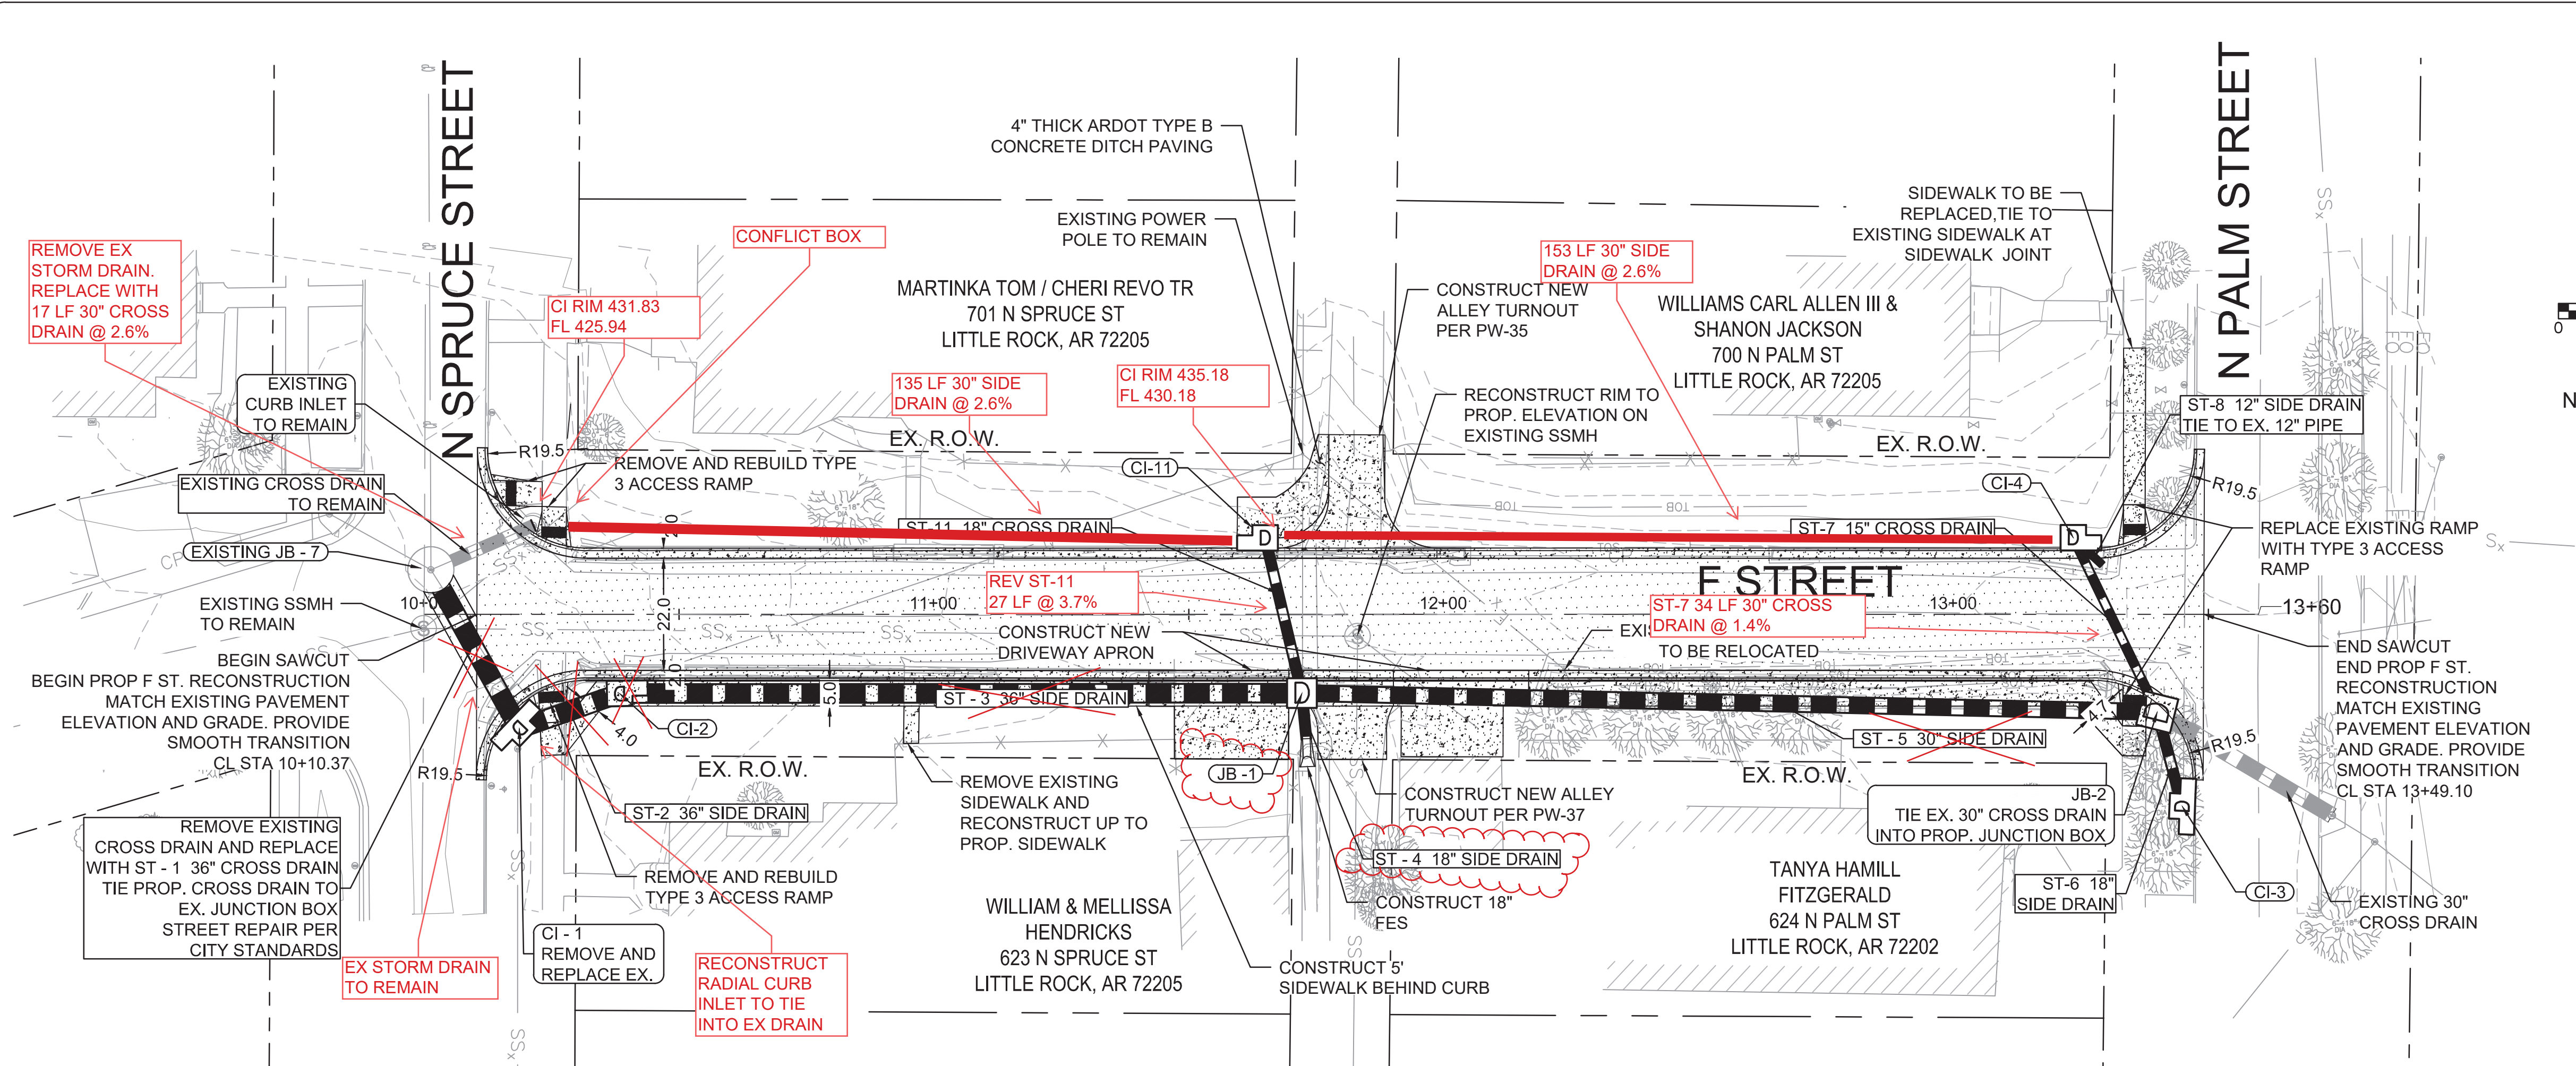 N SPRUCE STREET
N PALM STREET
F STREET
4" THICK ARDOT TYPE B
CONCRETE DITCH PAVING
EXISTING POWER
POLE TO REMAIN
SIDEWALK TO BE
REPLACED,TIE TO
EXISTING SIDEWALK AT
SIDEWALK JOINT
REMOVE EX
STORM DRAIN.
REPLACE WITH
17 LF 30" CROSS
DRAIN @ 2.6%
CONFLICT BOX
CI RIM 431.83
FL 425.94
MARTINKA TOM / CHERI REVO TR
701 N SPRUCE ST
LITTLE ROCK, AR 72205
153 LF 30" SIDE
DRAIN @ 2.6%
CONSTRUCT NEW
ALLEY TURNOUT
PER PW-35
WILLIAMS CARL ALLEN III &
SHANON JACKSON
700 N PALM ST
LITTLE ROCK, AR 72205
EXISTING
CURB INLET
TO REMAIN
135 LF 30" SIDE
DRAIN @ 2.6%
CI RIM 435.18
FL 430.18
RECONSTRUCT RIM TO
PROP. ELEVATION ON
EXISTING SSMH
ST-8 12" SIDE DRAIN
TIE TO EX. 12" PIPE
EX. R.O.W.
EX. R.O.W.
R19.5
REMOVE AND REBUILD TYPE
3 ACCESS RAMP
CI-11
CI-4
R19.5
EXISTING CROSS DRAIN
TO REMAIN
ST-11 18" CROSS DRAIN
2.0
D
ST-7 15" CROSS DRAIN
D
REPLACE EXISTING RAMP
WITH TYPE 3 ACCESS
RAMP
EXISTING JB - 7
REV ST-11
27 LF @ 3.7%
EXISTING SSMH
TO REMAIN
10+0
22.0
11+00
12+00
13+00
13+60
ST-7 34 LF 30" CROSS
DRAIN @ 1.4%
CONSTRUCT NEW
DRIVEWAY APRON
TO BE RELOCATED
BEGIN SAWCUT
BEGIN PROP F ST. RECONSTRUCTION
MATCH EXISTING PAVEMENT
ELEVATION AND GRADE. PROVIDE
SMOOTH TRANSITION
CL STA 10+10.37
END SAWCUT
END PROP F ST.
RECONSTRUCTION
MATCH EXISTING
PAVEMENT ELEVATION
AND GRADE. PROVIDE
SMOOTH TRANSITION
CL STA 13+49.10
2.0
5.0
ST - 3 36" SIDE DRAIN
D
4.7
D
CI-2
4.0
ST - 5 30" SIDE DRAIN
R19.5
R19.5
EX. R.O.W.
EX. R.O.W.
JB -1
ST-2 36" SIDE DRAIN
REMOVE EXISTING
SIDEWALK AND
RECONSTRUCT UP TO
PROP. SIDEWALK
CONSTRUCT NEW ALLEY
TURNOUT PER PW-37
JB-2
TIE EX. 30" CROSS DRAIN
INTO PROP. JUNCTION BOX
D
REMOVE EXISTING
CROSS DRAIN AND REPLACE
WITH ST - 1 36" CROSS DRAIN
TIE PROP. CROSS DRAIN TO
EX. JUNCTION BOX
STREET REPAIR PER
CITY STANDARDS
ST - 4 18" SIDE DRAIN
REMOVE AND REBUILD
TYPE 3 ACCESS RAMP
CONSTRUCT 18"
FES
TANYA HAMILL
FITZGERALD
624 N PALM ST
LITTLE ROCK, AR 72202
ST-6 18"
SIDE DRAIN
CI-3
EXISTING 30"
CROSS DRAIN
WILLIAM & MELLISSA
HENDRICKS
623 N SPRUCE ST
LITTLE ROCK, AR 72205
CI - 1
REMOVE AND
REPLACE EX.
EX STORM DRAIN
TO REMAIN
RECONSTRUCT
RADIAL CURB
INLET TO TIE
INTO EX DRAIN
CONSTRUCT 5'
SIDEWALK BEHIND CURB
0
N